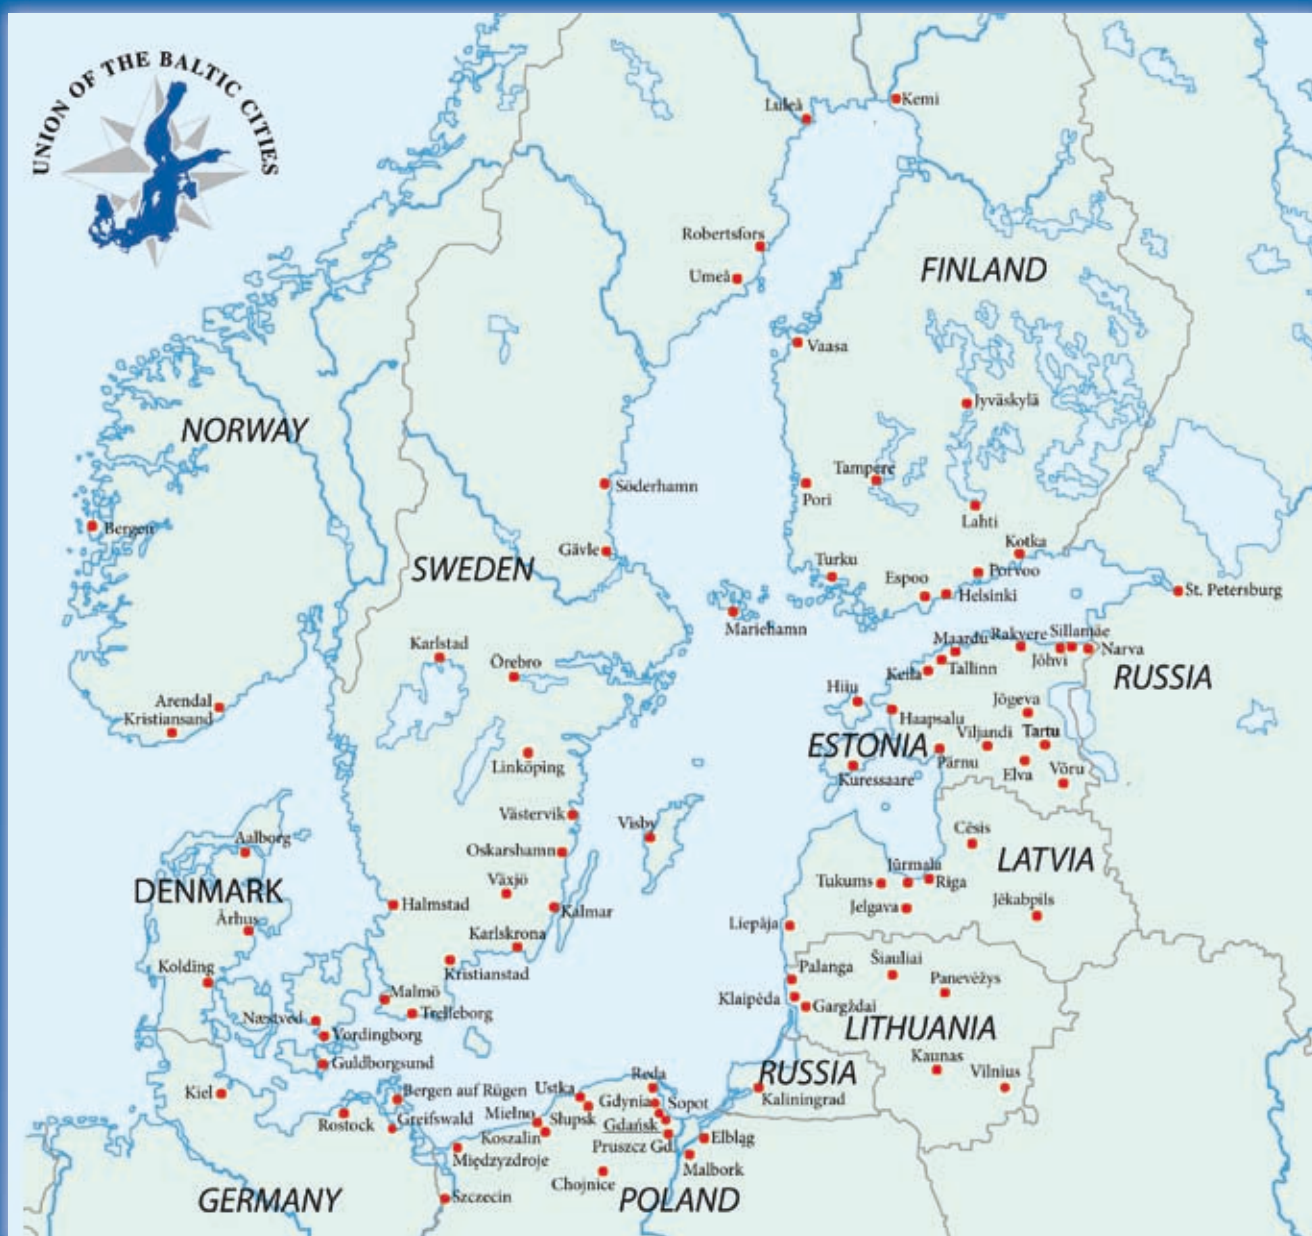 UNION OF THE BALTIC CITIES
Luleå
Kemi
Robertsfors
Umeå
FINLAND
Vaasa
Jyväskylä
NORWAY
Tampere
Söderhamn
Pori
Lahti
Bergen
Kotka
Gävle
SWEDEN
Turku
Espoo
Porvoo
Helsinki
St. Petersburg
Mariehamn
Karlstad
Örebro
Maardu
Rakvere
Sillamäe
Narva
Keila
Tallinn
Jõhvi
RUSSIA
Hiiu
Arendal
Kristiansand
Haapsalu
Jõgeva
Viljandi
Tartu
ESTONIA
Pärnu
Linköping
Kuressaare
Elva
Võru
Västervik
Visby
Cēsis
Aalborg
Oskarshamn
Jūrmala
LATVIA
DENMARK
Växjö
Tukums
Riga
Halmstad
Kalmar
Jelgava
Jēkabpils
Århus
Liepāja
Karlskrona
Kolding
Kristianstad
Palanga
Šiauliai
Panevėžys
Malmö
Klaipėda
Gargždai
Næstved
Trelleborg
Vordingborg
LITHUANIA
Guldborgsund
Kaunas
Vilnius
RUSSIA
Reda
Kiel
Bergen auf Rügen
Ustka
Gdynia
Sopot
Kaliningrad
Rostock
Greifswald
Mielno
Słupsk
Gdańsk
Koszalin
Pruszcz Gd.
Elbląg
Międzyzdroje
Malbork
Chojnice
Szczecin
GERMANY
POLAND